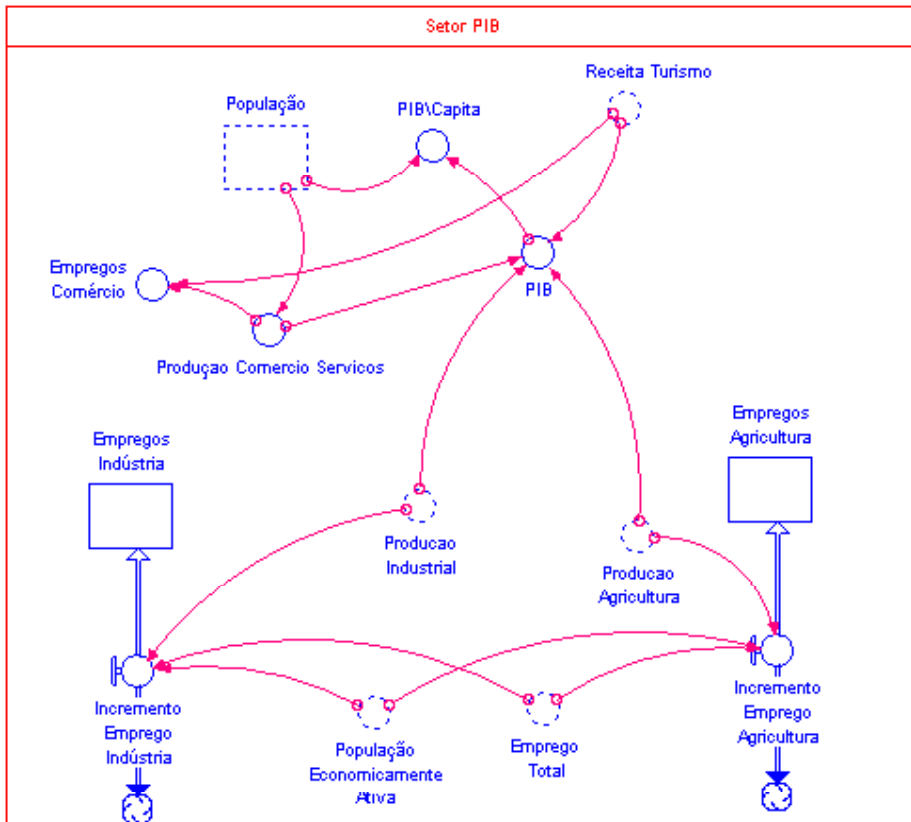 Setor PIB
Receita Turismo
População
PIB\Capita
Empregos
Comércio
PIB
Produçao Comercio Servicos
Empregos
Agricultura
Empregos
Indústria
Producao
Industrial
Producao
Agricultura
Incremento
Emprego
Indústria
Incremento
Emprego
Agricultura
População
Economicamente
Ativa
Emprego
Total